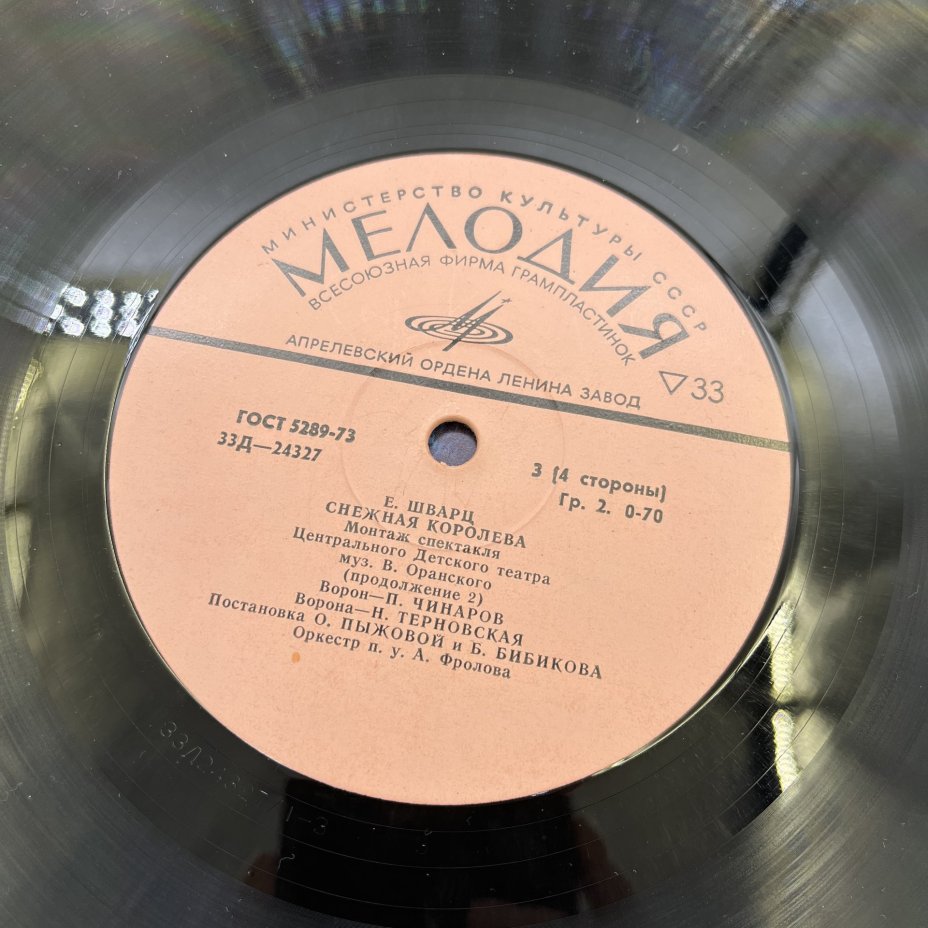 МИНИСТЕРСТВО КУЛЬТУРЫ СССР
МЕЛОДИЯ
ВСЕСОЮЗНАЯ ФИРМА ГРАМПЛАСТИНОК
АПРЕЛЕВСКИЙ ОРДЕНА ЛЕНИНА ЗАВОД
▽33
ГОСТ 5289-73
33Д—24327
3 (4 стороны)
Гр. 2. 0-70
Е. ШВАРЦ
СНЕЖНАЯ КОРОЛЕВА
Монтаж спектакля
Центрального Детского театра
муз. В. Оранского
(продолжение 2)
Ворон—П. ЧИНАРОВ
Ворона—Н. ТЕРНОВСКАЯ
Постановка О. ПЫЖОВОЙ и Б. БИБИКОВА
Оркестр п. у. А. Фролова
1-3